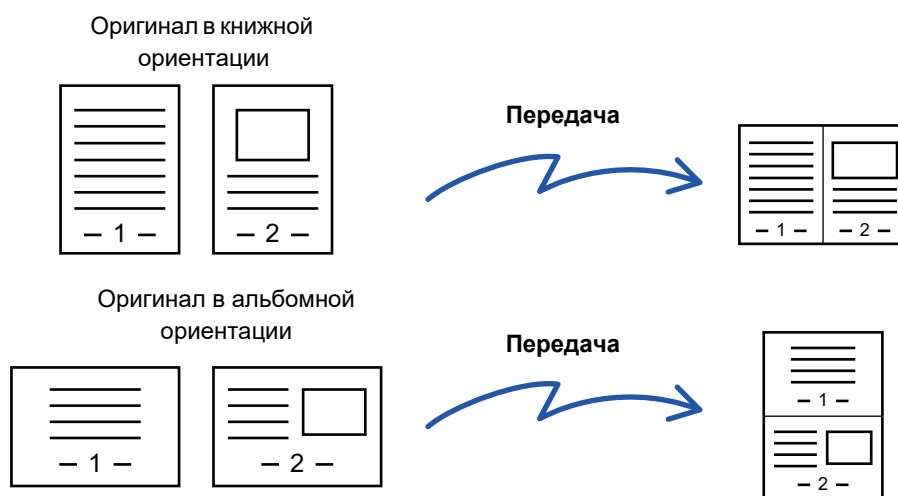 Оригинал в книжной
ориентации
Передача
– 1 –
– 2 –
– 1 –
– 2 –
Оригинал в альбомной
ориентации
Передача
– 1 –
– 2 –
– 1 –
– 2 –